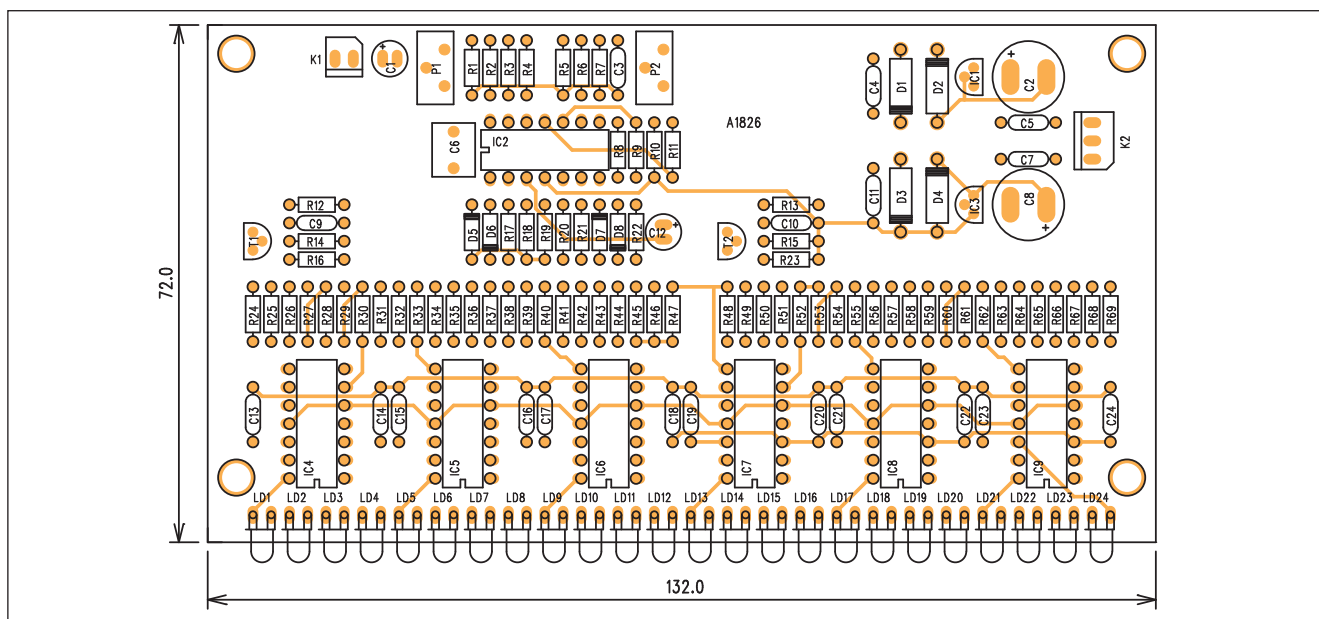 K1 C1 P1 R1 R2 R3 R4 R5 R6 R7 C3 P2 C4 D1 D2 IC1 C2
A1826 C5 K2
C6 IC2 R8 R9 R10 R11 C7
C11 D3 D4 IC3 C8
R12 R13
T1 C9 D5 D6 R17 R18 R19 R20 R21 D7 D8 R22 C12 T2 C10
R14 R15
R16 R23
72.0
R24 R25 R26 R27 R28 R29 R30 R31 R32 R33 R34 R35 R36 R37 R38 R39 R40 R41 R42 R43 R44 R45 R46 R47 R48 R49 R50 R51 R52 R53 R54 R55 R56 R57 R58 R59 R60 R61 R62 R63 R64 R65 R66 R67 R68 R69
C13 C14 C15 C16 C17 C18 C19 C20 C21 C22 C23 C24
IC4 IC5 IC6 IC7 IC8 IC9
LD1 LD2 LD3 LD4 LD5 LD6 LD7 LD8 LD9 LD10 LD11 LD12 LD13 LD14 LD15 LD16 LD17 LD18 LD19 LD20 LD21 LD22 LD23 LD24
132.0